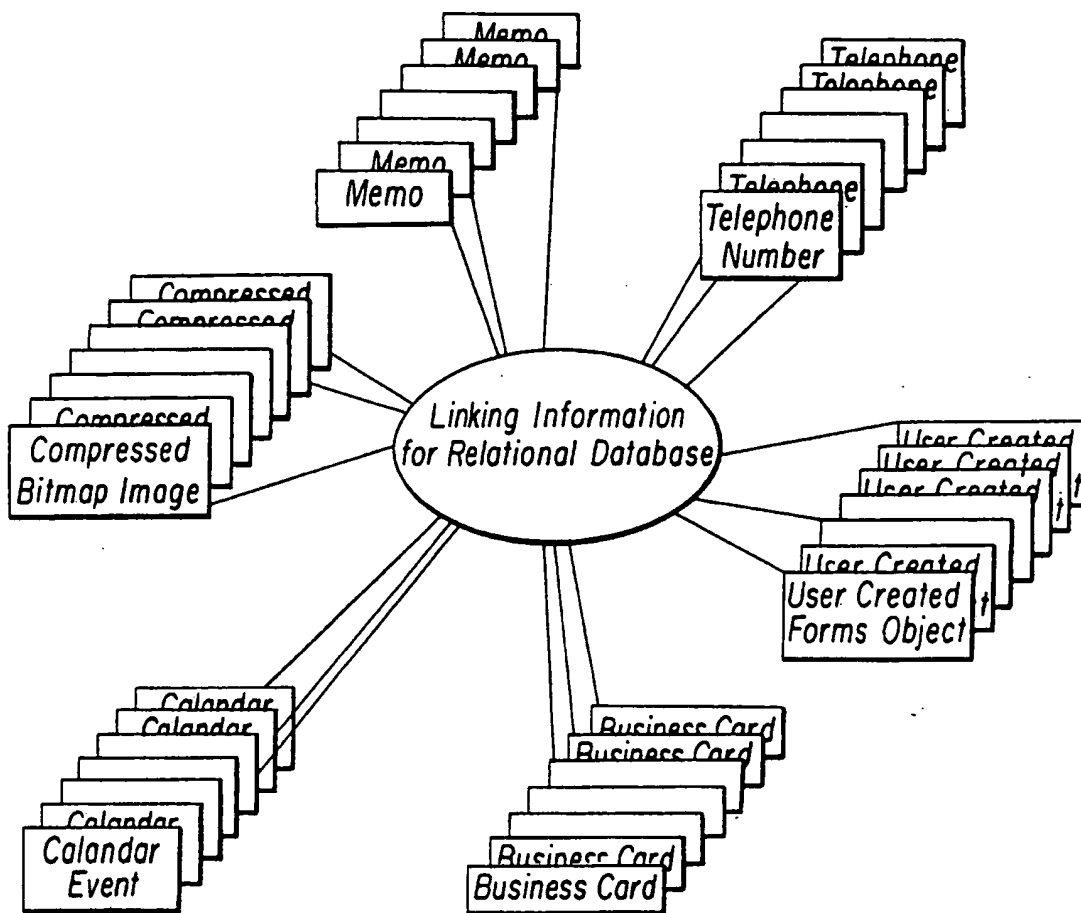 Memo
Memo
Memo
Memo
Telephone
Telephone
Telephone
Telephone
Number
Compressed
Compressed
Compressed
Compressed
Bitmap Image
Linking Information
for Relational Database
User Created
User Created
User Created
t
t
User Created
t
User Created
Forms Object
Calandar
Calandar
Calandar
Calandar
Event
Business Card
Business Card
Business Card
Business Card